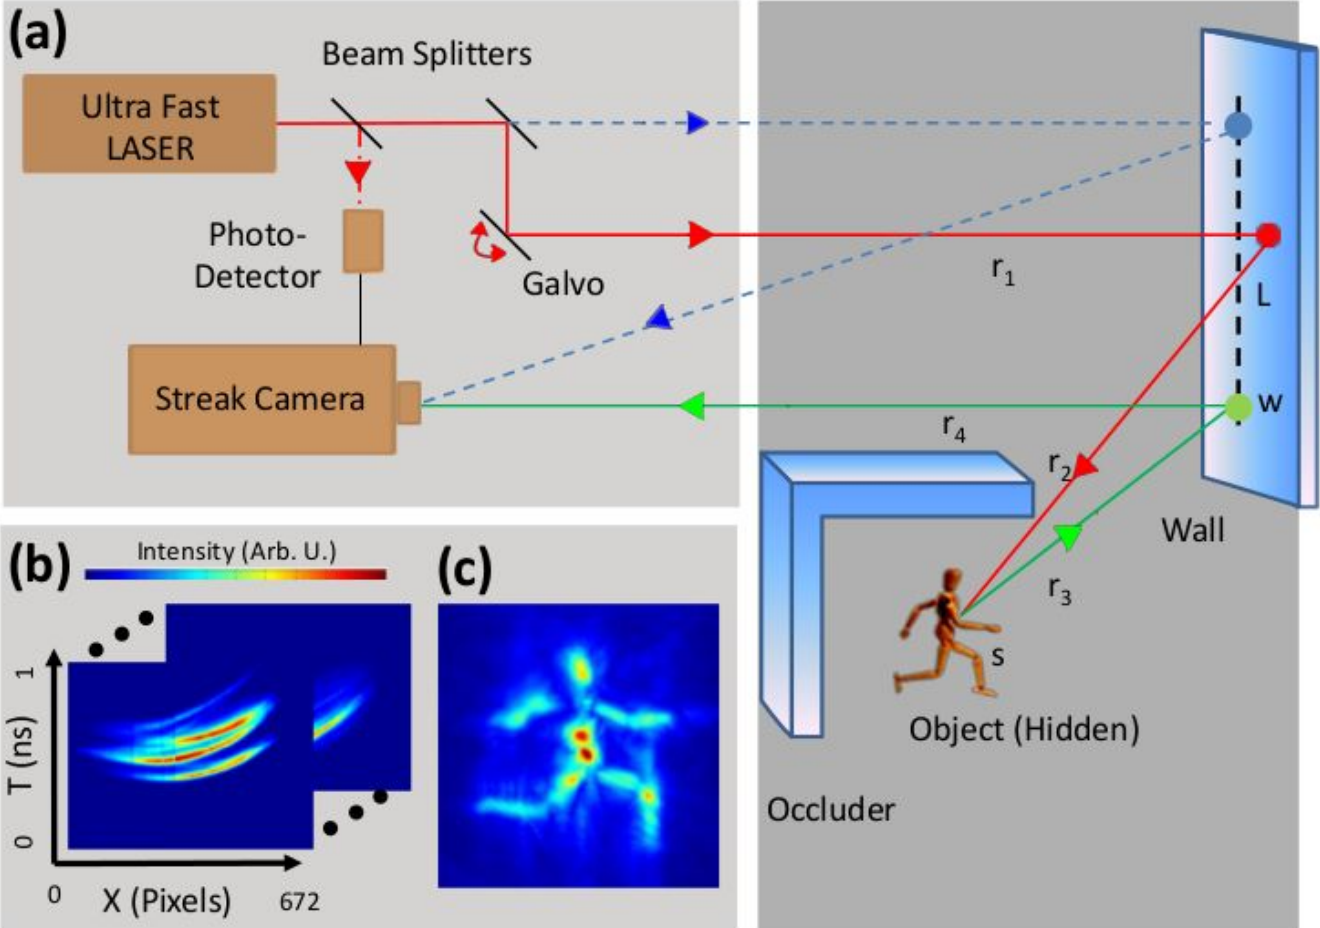 (a)
Beam Splitters
Ultra Fast
LASER
Photo-
Detector
Galvo
Streak Camera
r1
L
w
r4
r2
r3
s
Wall
Object (Hidden)
Occluder
(b)
Intensity (Arb. U.)
T (ns)
1
0
0
X (Pixels)
672
(c)